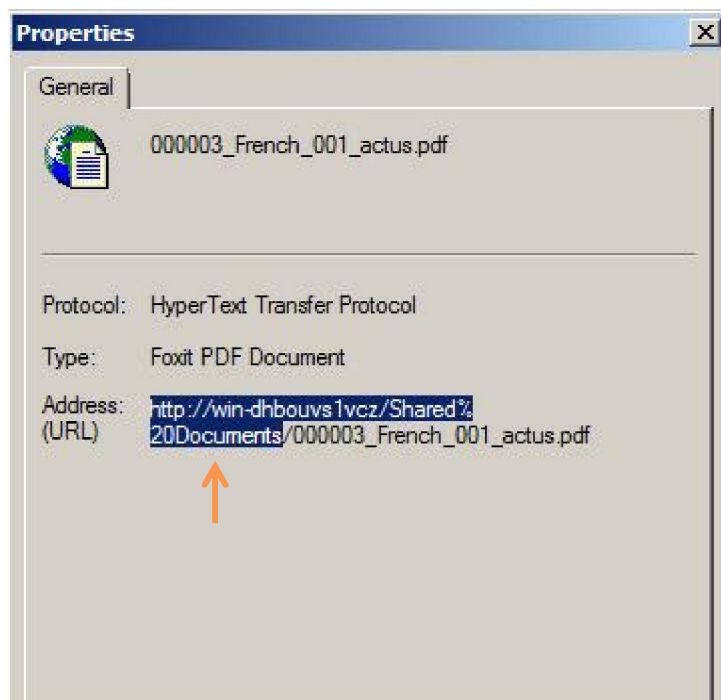 Properties
General
000003_French_001_actus.pdf
Protocol: HyperText Transfer Protocol
Type: Foxit PDF Document
Address: http://win-dhbouvs1vcz/Shared%
(URL) 20Documents/000003_French_001_actus.pdf